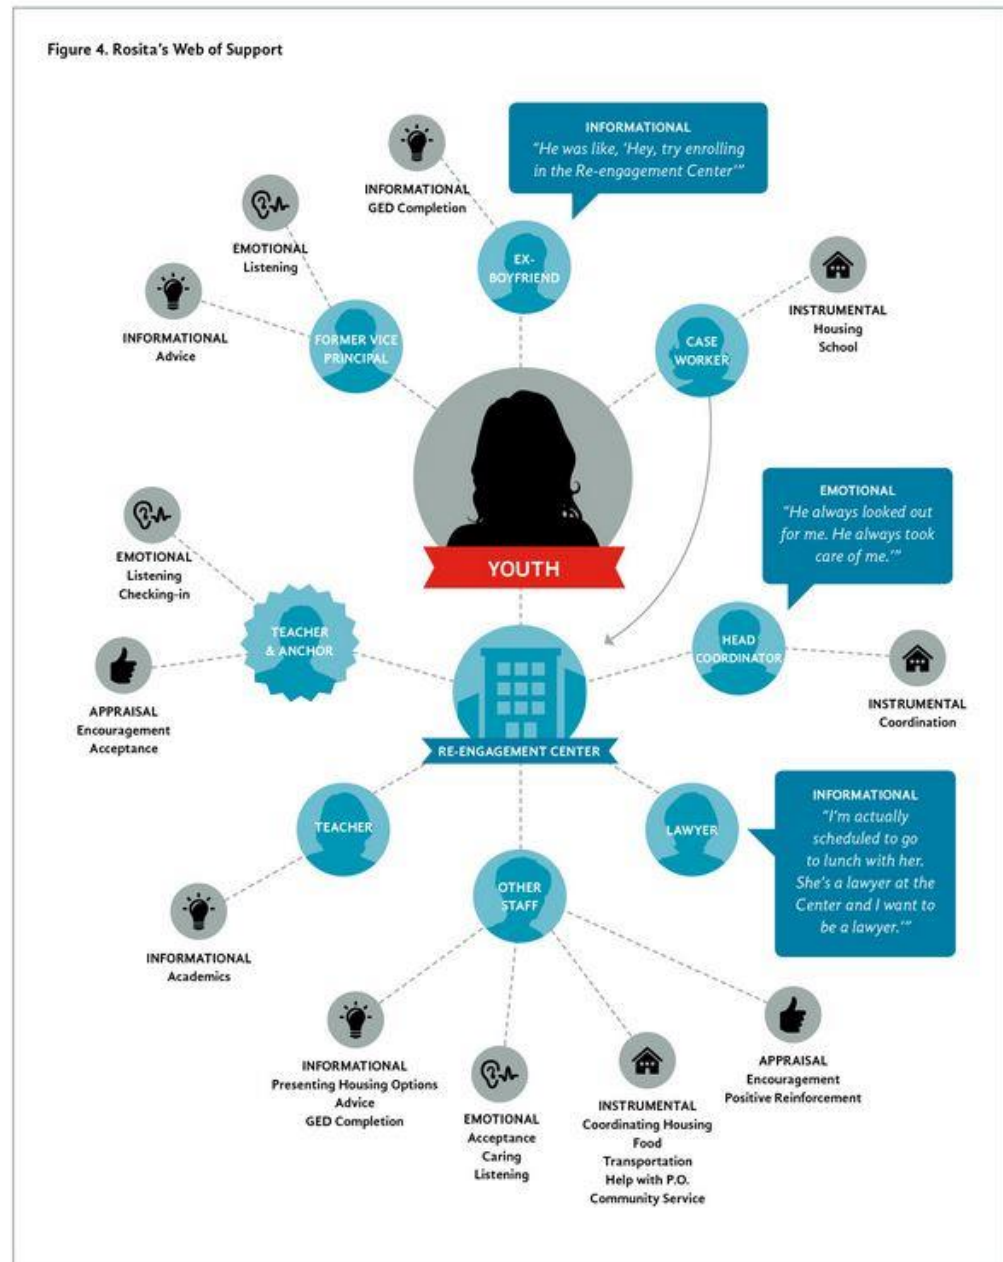 Figure 4. Rosita's Web of Support
INFORMATIONAL
"He was like, 'Hey, try enrolling
in the Re-engagement Center'"
INFORMATIONAL
GED Completion
EMOTIONAL
Listening
INFORMATIONAL
Advice
EX-
BOYFRIEND
FORMER VICE
PRINCIPAL
CASE
WORKER
INSTRUMENTAL
Housing
School
YOUTH
EMOTIONAL
"He always looked out
for me. He always took
care of me.'"
EMOTIONAL
Listening
Checking-in
TEACHER
& ANCHOR
APPRAISAL
Encouragement
Acceptance
HEAD
COORDINATOR
INSTRUMENTAL
Coordination
RE-ENGAGEMENT CENTER
TEACHER
INFORMATIONAL
Academics
LAWYER
INFORMATIONAL
"I'm actually
scheduled to go
to lunch with her.
She's a lawyer at the
Center and I want to
be a lawyer.'"
OTHER
STAFF
INFORMATIONAL
Presenting Housing Options
Advice
GED Completion
EMOTIONAL
Acceptance
Caring
Listening
INSTRUMENTAL
Coordinating Housing
Food
Transportation
Help with P.O.
Community Service
APPRAISAL
Encouragement
Positive Reinforcement